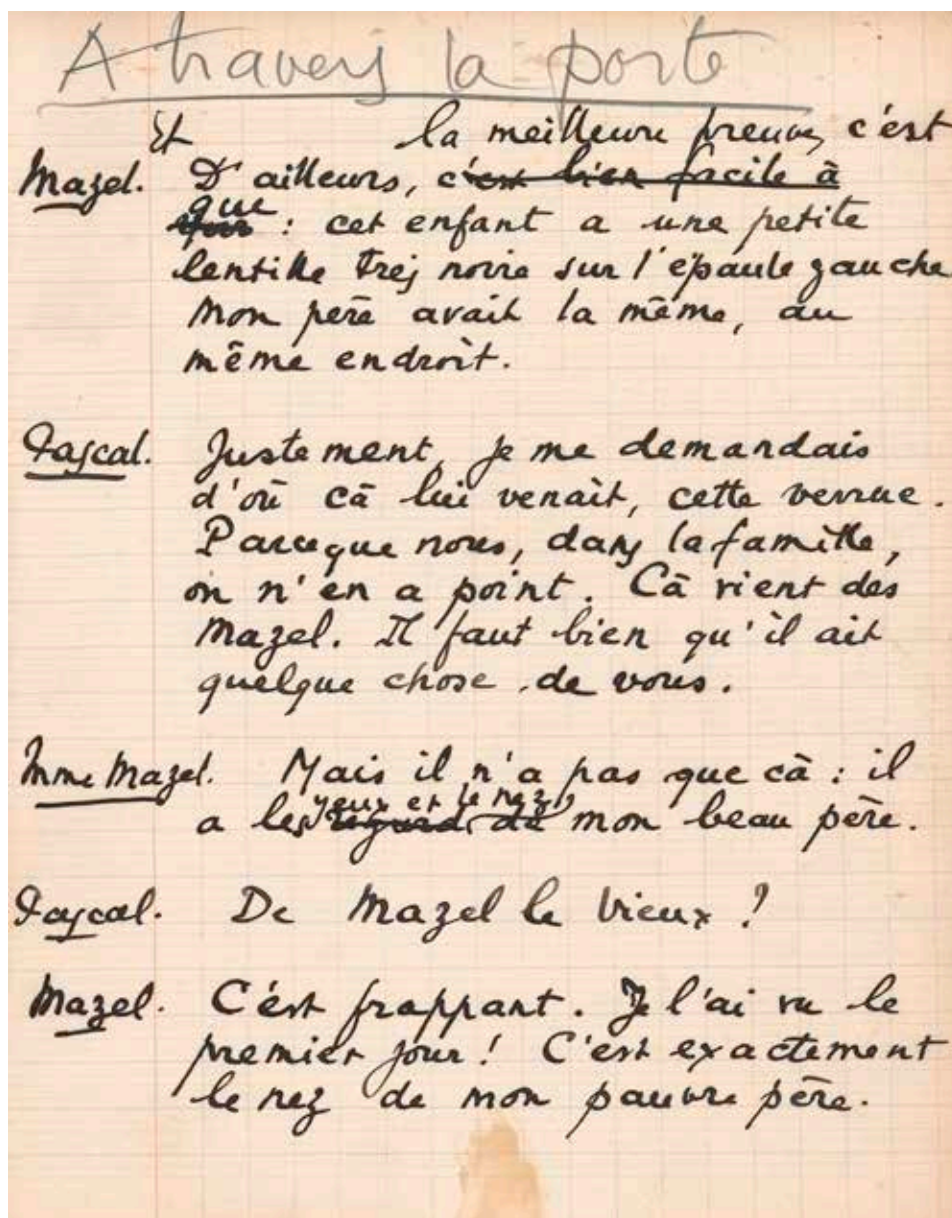 A travers la porte
Et la meilleure preuve, c'est
Mazel. D'ailleurs, c'est bien facile à
que : cet enfant a une petite
lentille très noire sur l'épaule gauche
Mon père avait la même, au
même endroit.
Pascal. Justement, je me demandais
d'où çà lui venait, cette verrue.
Parceque nous, dans la famille,
on n'en a point. Cà vient des
Mazel. Il faut bien qu'il ait
quelque chose de vous.
Mme Mazel. Mais il n'a pas que çà : il
yeux et le nez
a les regard de mon beau père.
Pascal. De Mazel le vieux ?
Mazel. C'est frappant. Je l'ai vu le
premier jour ! C'est exactement
le nez de mon pauvre père.